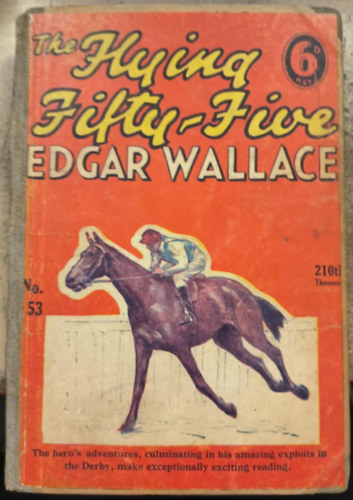 The Flying
Fifty-Five
6D
NET
EDGAR WALLACE
No.
53
210th
The hero's adventures, culminating in his amazing exploits in
the Derby, make exceptionally exciting reading.